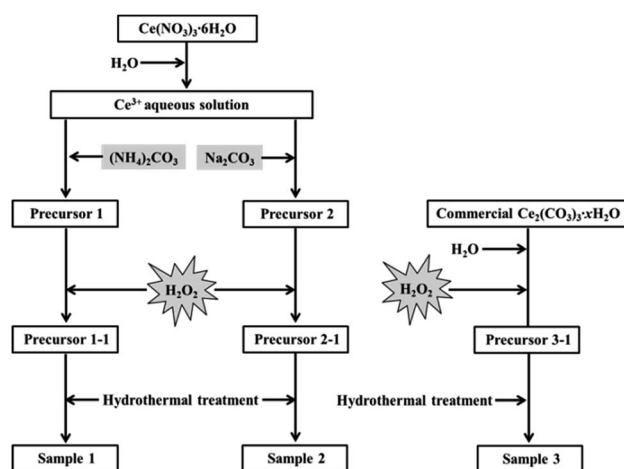 Ce(NO₃)₃·6H₂O
H₂O
Ce³⁺ aqueous solution
(NH₄)₂CO₃
Na₂CO₃
Precursor 1
Precursor 2
Commercial Ce₂(CO₃)₃·xH₂O
H₂O
H₂O₂
H₂O₂
Precursor 1-1
Precursor 2-1
Precursor 3-1
Hydrothermal treatment
Hydrothermal treatment
Sample 1
Sample 2
Sample 3